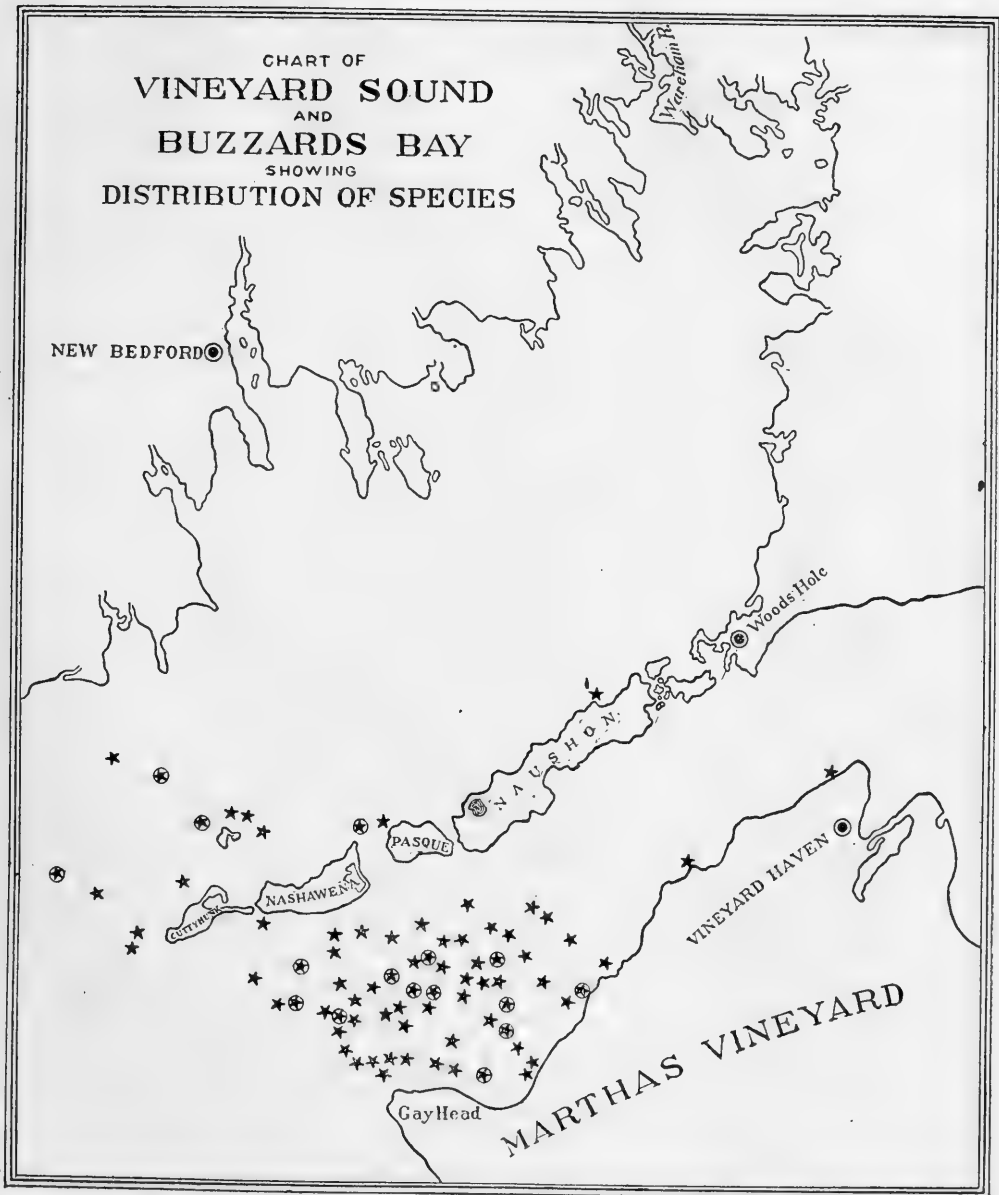 CHART OF
VINEYARD SOUND
AND
BUZZARDS BAY
SHOWING
DISTRIBUTION OF SPECIES
Wareham R.
NEW BEDFORD
Woods Hole
NAUSHON
PASQUE
NASHAWENA
CUTTYHUNK
VINEYARD HAVEN
MARTHAS VINEYARD
Gay Head